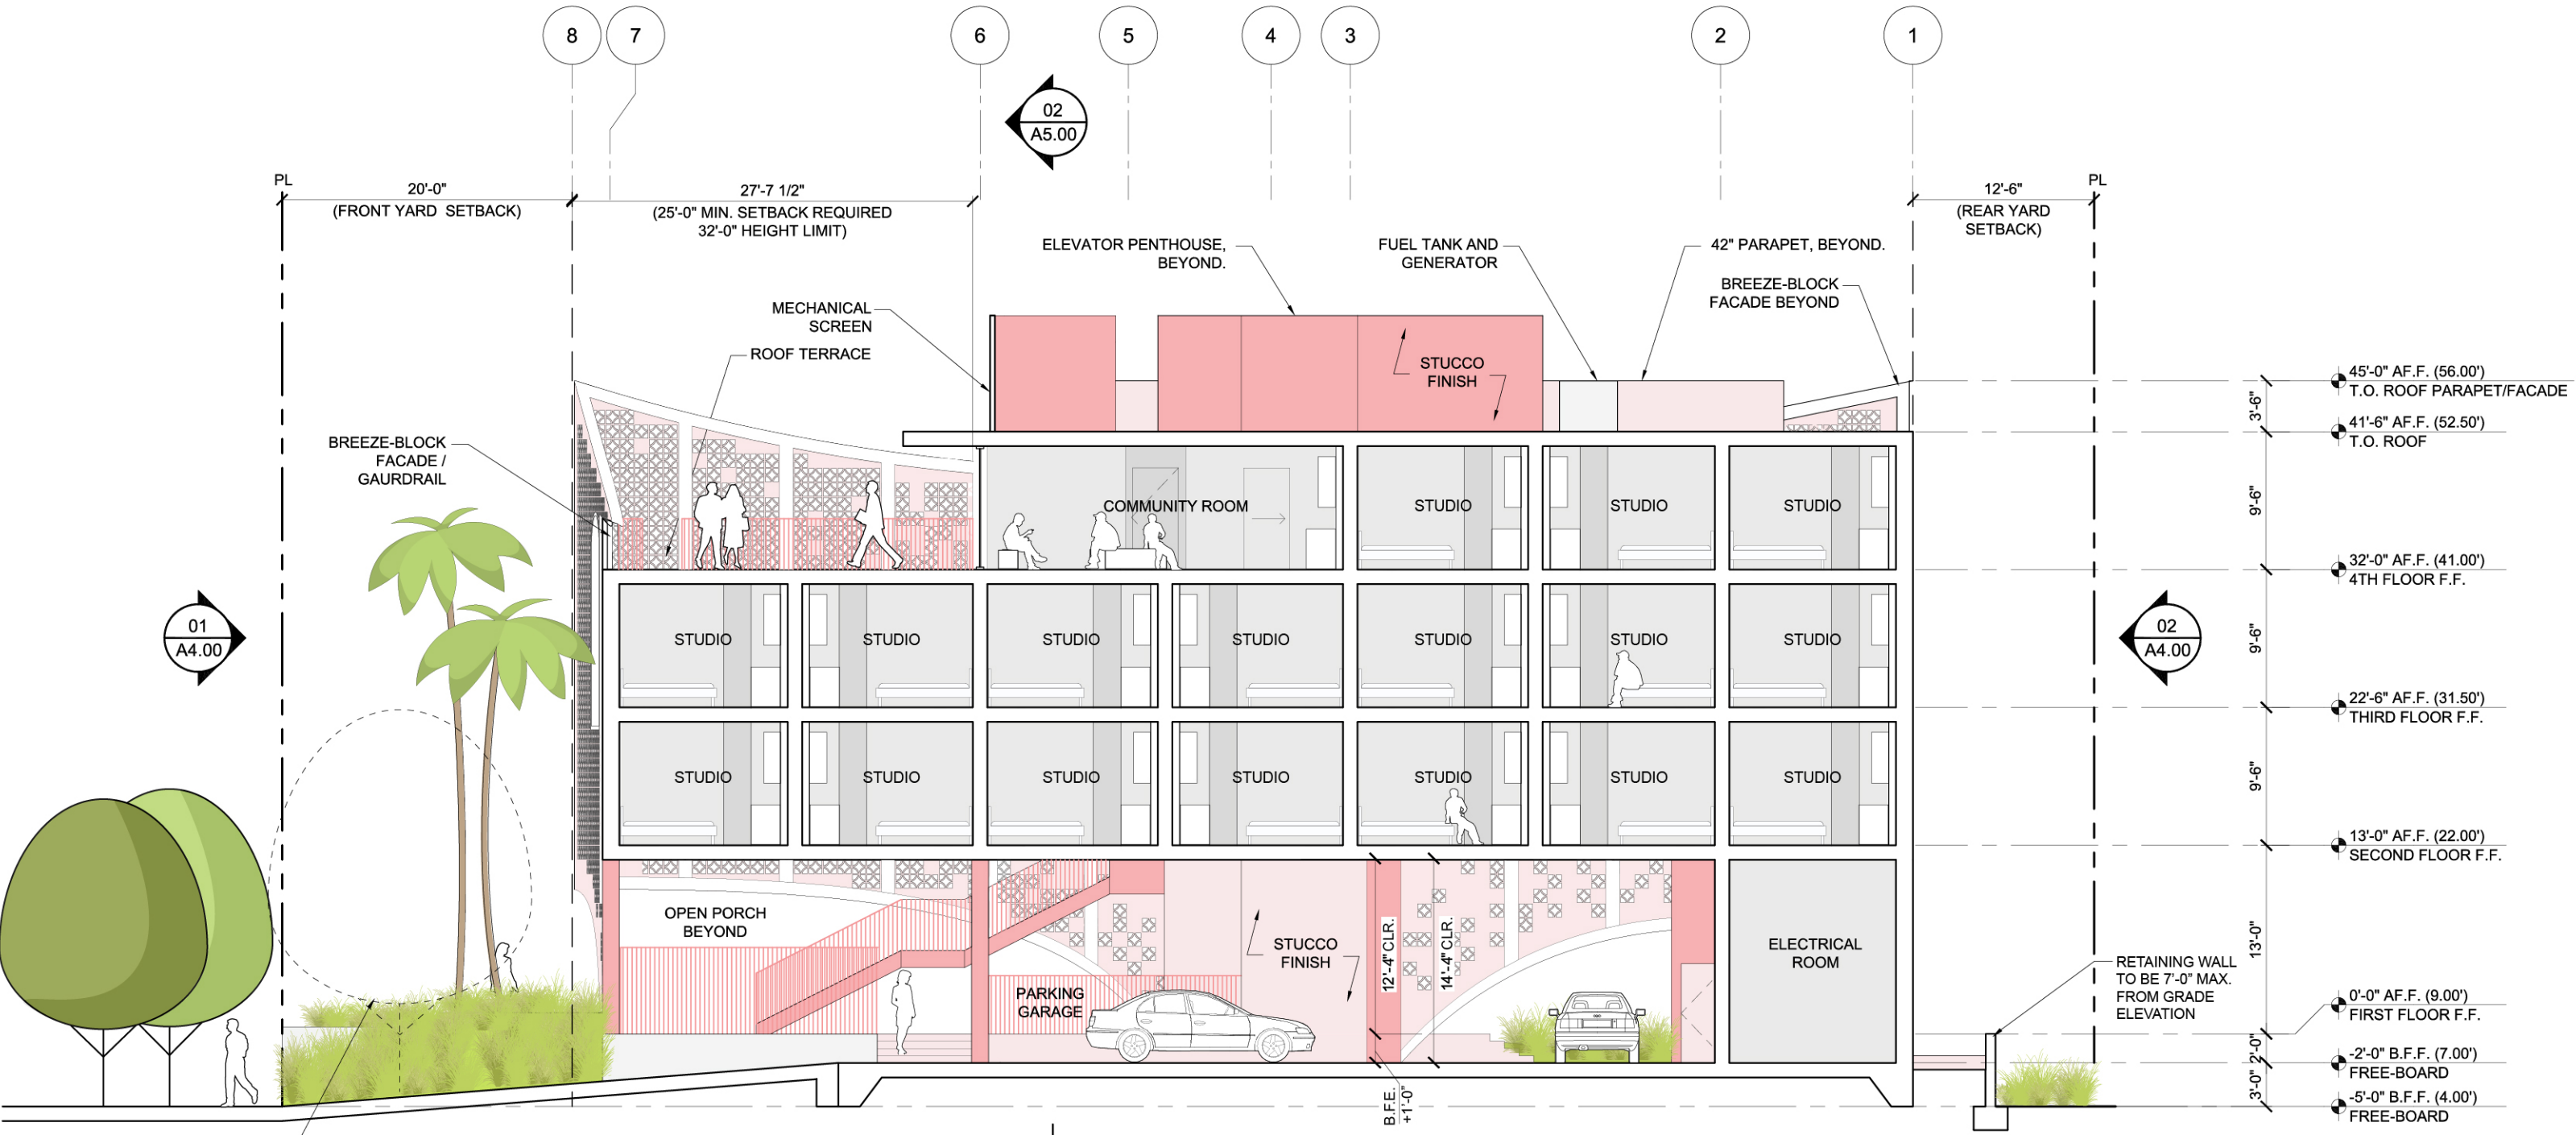 8
7
6
5
4
3
2
1
02
A5.00
PL
20'-0"
(FRONT YARD SETBACK)
27'-7 1/2"
(25'-0" MIN. SETBACK REQUIRED
32'-0" HEIGHT LIMIT)
12'-6"
(REAR YARD
SETBACK)
PL
ELEVATOR PENTHOUSE,
BEYOND.
FUEL TANK AND
GENERATOR
42" PARAPET, BEYOND.
BREEZE-BLOCK
FACADE BEYOND
MECHANICAL
SCREEN
ROOF TERRACE
STUCCO
FINISH
BREEZE-BLOCK
FACADE /
GAURDRAIL
45'-0" AF.F. (56.00')
T.O. ROOF PARAPET/FACADE
3'-6"
41'-6" AF.F. (52.50')
T.O. ROOF
COMMUNITY ROOM
STUDIO
STUDIO
STUDIO
9'-6"
32'-0" AF.F. (41.00')
4TH FLOOR F.F.
01
A4.00
STUDIO
STUDIO
STUDIO
STUDIO
STUDIO
STUDIO
STUDIO
02
A4.00
9'-6"
22'-6" AF.F. (31.50')
THIRD FLOOR F.F.
STUDIO
STUDIO
STUDIO
STUDIO
STUDIO
STUDIO
STUDIO
9'-6"
13'-0" AF.F. (22.00')
SECOND FLOOR F.F.
OPEN PORCH
BEYOND
STUCCO
FINISH
12'-4" CLR.
14'-4" CLR.
ELECTRICAL
ROOM
13'-0"
PARKING
GARAGE
RETAINING WALL
TO BE 7'-0" MAX.
FROM GRADE
ELEVATION
0'-0" AF.F. (9.00')
FIRST FLOOR F.F.
2'-0"
-2'-0" B.F.F. (7.00')
FREE-BOARD
3'-0"
-5'-0" B.F.F. (4.00')
FREE-BOARD
B.F.E.
+1'-0"